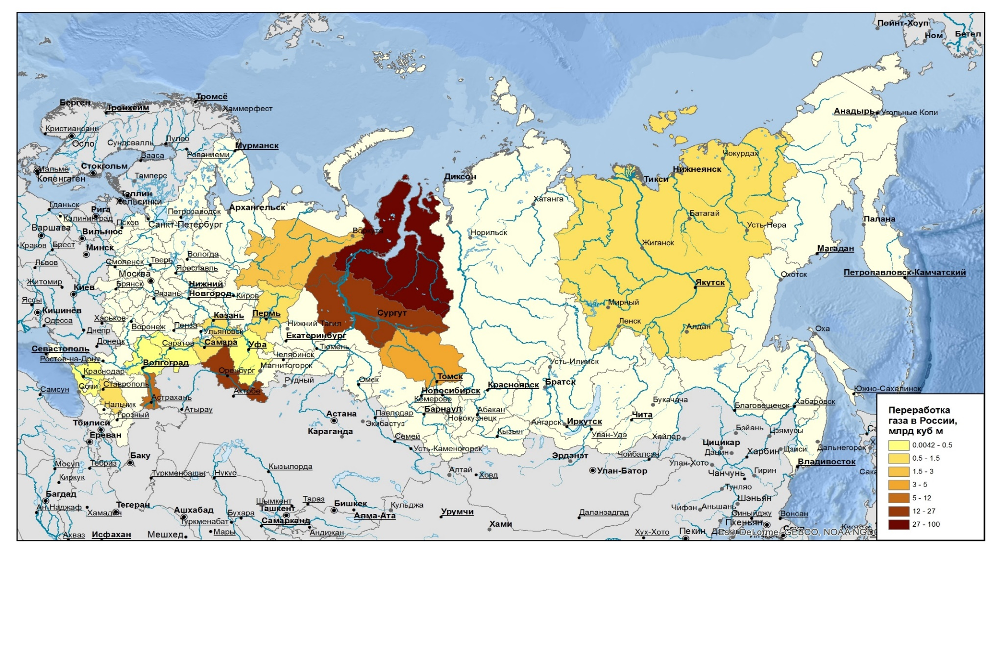 Пойнт-Хоуп
Ном
Бетел
Тромсё
Берген
Тронхейм
Хаммерфест
Анадырь
Угольные Копи
Кристиансанн
Осло
Сундсвалль
Лулео
Мурманск
Вааса
Рованиеми
Чокурдах
Стокгольм
Мальмё
Копенгаген
Тампере
Диксон
Нижнеянск
Тикси
Таллин
Хельсинки
Хатанга
Гданьск
Рига
Петрозаводск
Архангельск
Калининград
Псков
Санкт-Петербург
Батагай
Палана
Варшава
Вильнюс
Воркута
Норильск
Усть-Нера
Краков
Брест
Минск
Жиганск
Магадан
Вологда
Львов
Смоленск
Тверь
Ярославль
Москва
Петропавловск-Камчатский
Охотск
Житомир
Киев
Брянск
Нижний
Новгород
Якутск
Рязань
Киров
Яссы
Мирный
Кишинёв
Казань
Пермь
Сургут
Одесса
Харьков
Воронеж
Пенза
Ульяновск
Нижний Тагил
Ленск
Алдан
Оха
Днепр
Донецк
Саратов
Самара
Уфа
Екатеринбург
Тюмень
Севастополь
Ростов-на-Дону
Волгоград
Челябинск
Магнитогорск
Усть-Илимск
Краснодар
Оренбург
Рудный
Омск
Томск
Красноярск
Братск
Сочи
Ставрополь
Самсун
Актобе
Новосибирск
Кемерово
Южно-Сахалинск
Астрахань
Нальчик
Атырау
Барнаул
Абакан
Букачача
Благовещенск
Хабаровск
Грозный
Астана
Павлодар
Новокузнецк
Чита
Тбилиси
Экибастуз
Ангарск
Иркутск
Караганда
Ереван
Семей
Кызыл
Улан-Удэ
Хайлар
Бэйань
Цзямусы
Усть-Каменогорск
Цицикар
Дацин
Харбин
Цзиси
Дальнегорск
Баку
Эрдэнэт
Чойбалсан
Улан-Хото
Владивосток
Мосул
Тебриз
Кызылорда
Алтай
Ховд
Улан-Батор
Чанчунь
Гирин
Киркук
Туркменбашы
Нукус
Тунляо
Багдад
Шымкент
Тараз
Бишкек
Кульджа
Шэньян
Ан-Наджаф
Хамадан
Тегеран
Ашхабад
Бухара
Ташкент
Алма-Ата
Урумчи
Даланзадгад
Чифэн
Аньшань
Синыйджу
Вонсан
Туркменабат
Самарканд
Пхеньян
Ахваз
Исфахан
Мешхед
Мары
Андижан
Хами
Хух-Хото
Пекин
Киото
Esri, DeLorme, GEBCO, NOAA NGDC
Переработка
газа в России,
млрд куб м
0.0042 - 0.5
0.5 - 1.5
1.5 - 3
3 - 5
5 - 12
12 - 27
27 - 100